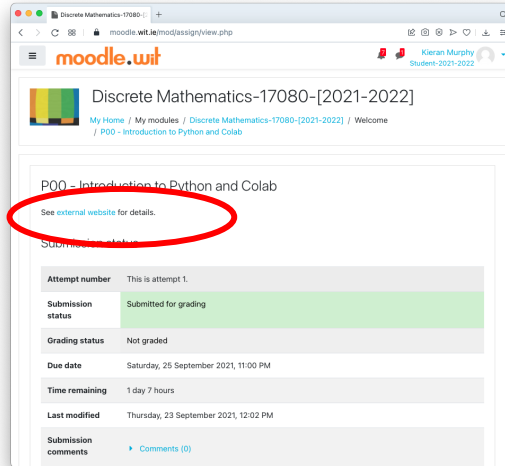 Discrete Mathematics-17080-[
moodle.wit.ie/mod/assign/view.php
88
moodle.wit
Kieran Murphy
Student-2021-2022
Discrete Mathematics-17080-[2021-2022]
My Home / My modules / Discrete Mathematics-17080-[2021-2022] / Welcome
/ P00 - Introduction to Python and Colab
P00 - Introduction to Python and Colab
See external website for details.
Submission status
Attempt number This is attempt 1.
Submission status Submitted for grading
Grading status Not graded
Due date Saturday, 25 September 2021, 11:00 PM
Time remaining 1 day 7 hours
Last modified Thursday, 23 September 2021, 12:02 PM
Submission comments Comments (0)